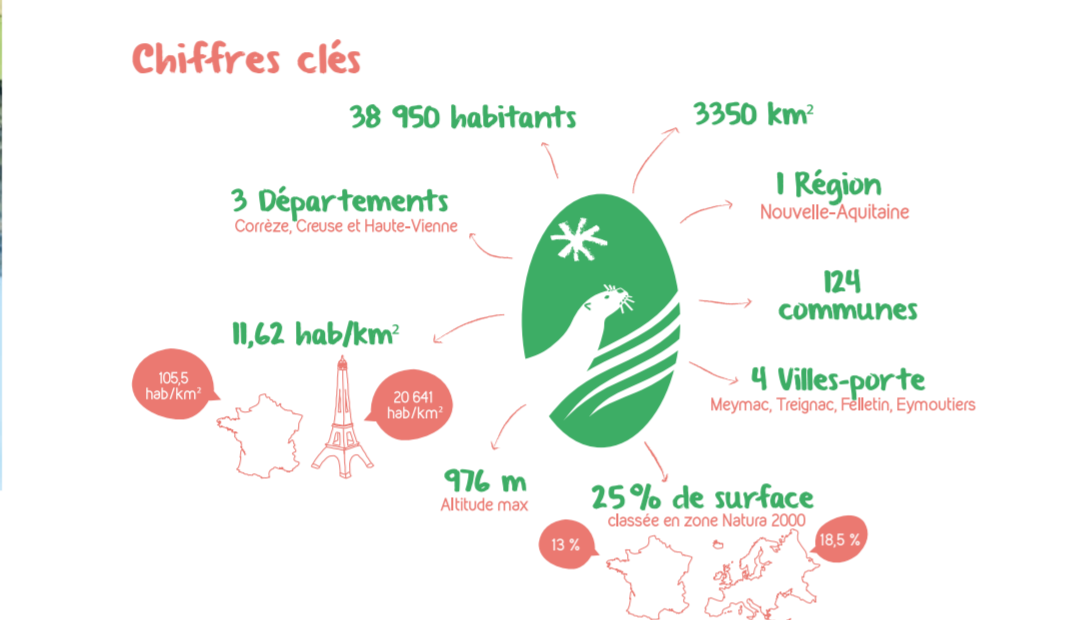 Chiffres clés
38 950 habitants
3350 km²
3 Départements
Corrèze, Creuse et Haute-Vienne
1 Région
Nouvelle-Aquitaine
124
communes
11,62 hab/km²
105,5
hab/km²
20 641
hab/km²
4 Villes-porte
Meymac, Treignac, Felletin, Eymoutiers
976 m
Altitude max
25% de surface
classée en zone Natura 2000
13 %
18,5 %